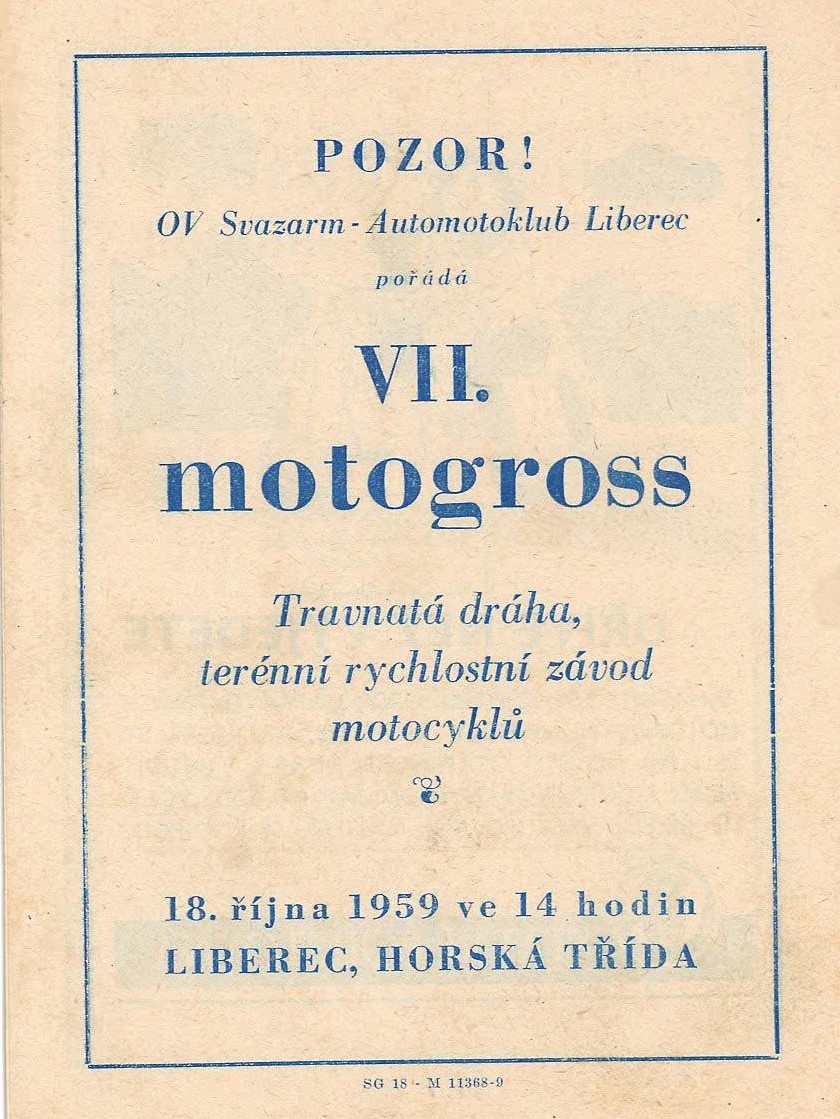 POZOR!
OV Svazarm - Automotoklub Liberec
pořádá
VII.
motogross
Travnatá dráha,
terénní rychlostní závod
motocyklů
18. října 1959 ve 14 hodin
LIBEREC, HORSKÁ TŘÍDA
SG 18 - M 11368-9